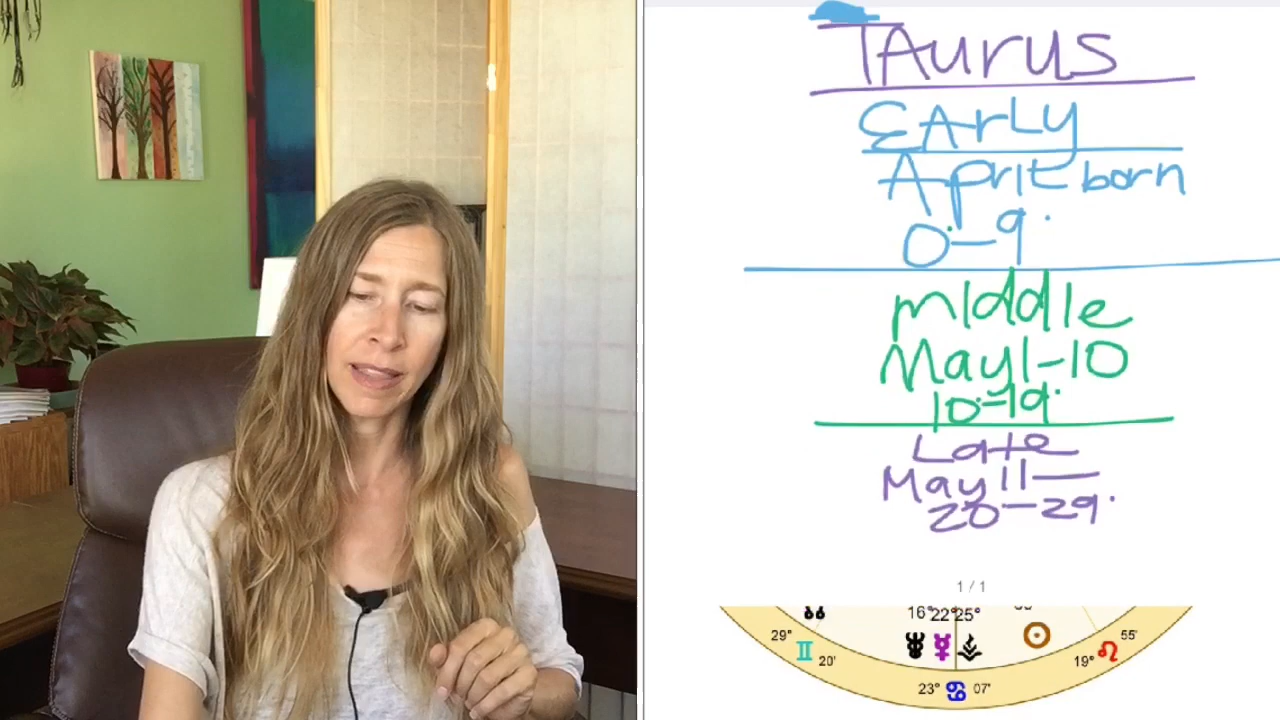 TAurus
EArLy
April born
0°-9°
middle
May 1-10
10°-19°
Late
May 11—
20-29°
1 / 1
16° 22° 25°
29° ♊ 20'
19° ♌ 55'
23° ♋ 07'